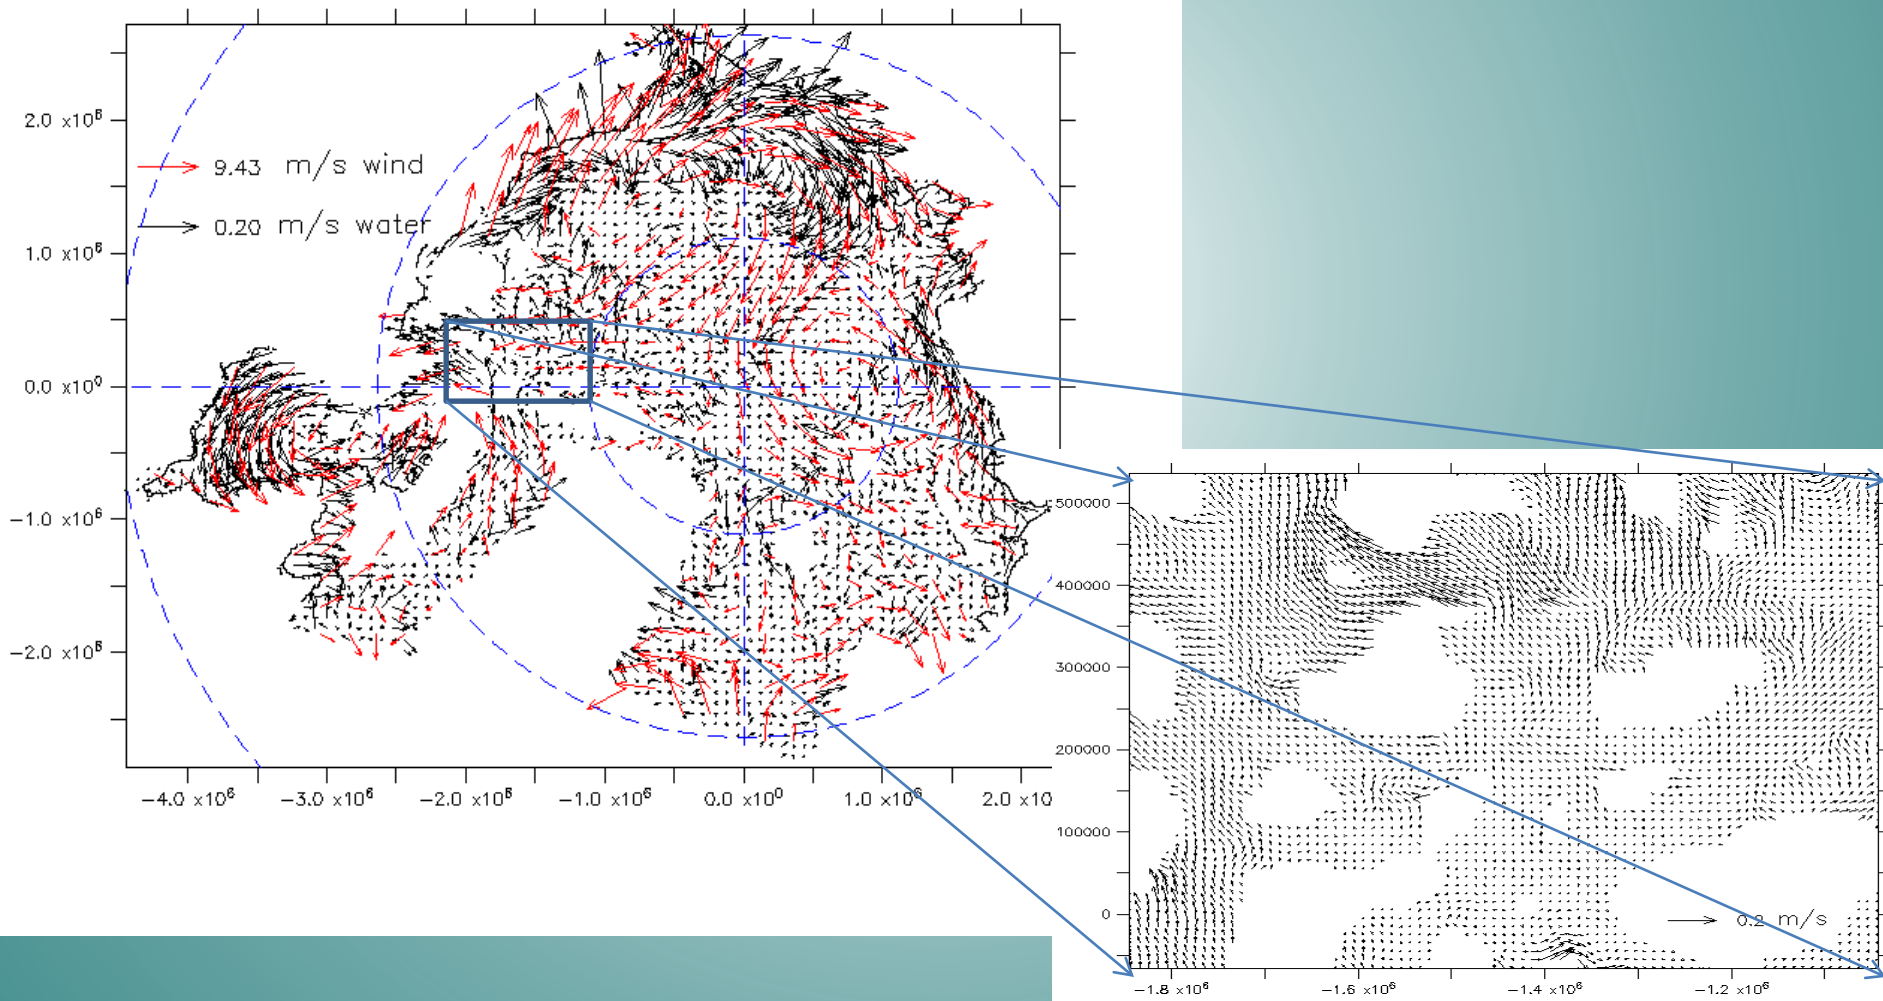 2.0 x10⁶
9.43 m/s wind
0.20 m/s water
1.0 x10⁶
0.0 x10⁰
−1.0 x10⁶
−2.0 x10⁶
−4.0 x10⁶ −3.0 x10⁶ −2.0 x10⁶ −1.0 x10⁶ 0.0 x10⁰ 1.0 x10⁶ 2.0 x10
500000
400000
300000
200000
100000
0
0.2 m/s
−1.8 x10⁶ −1.6 x10⁶ −1.4 x10⁶ −1.2 x10⁶